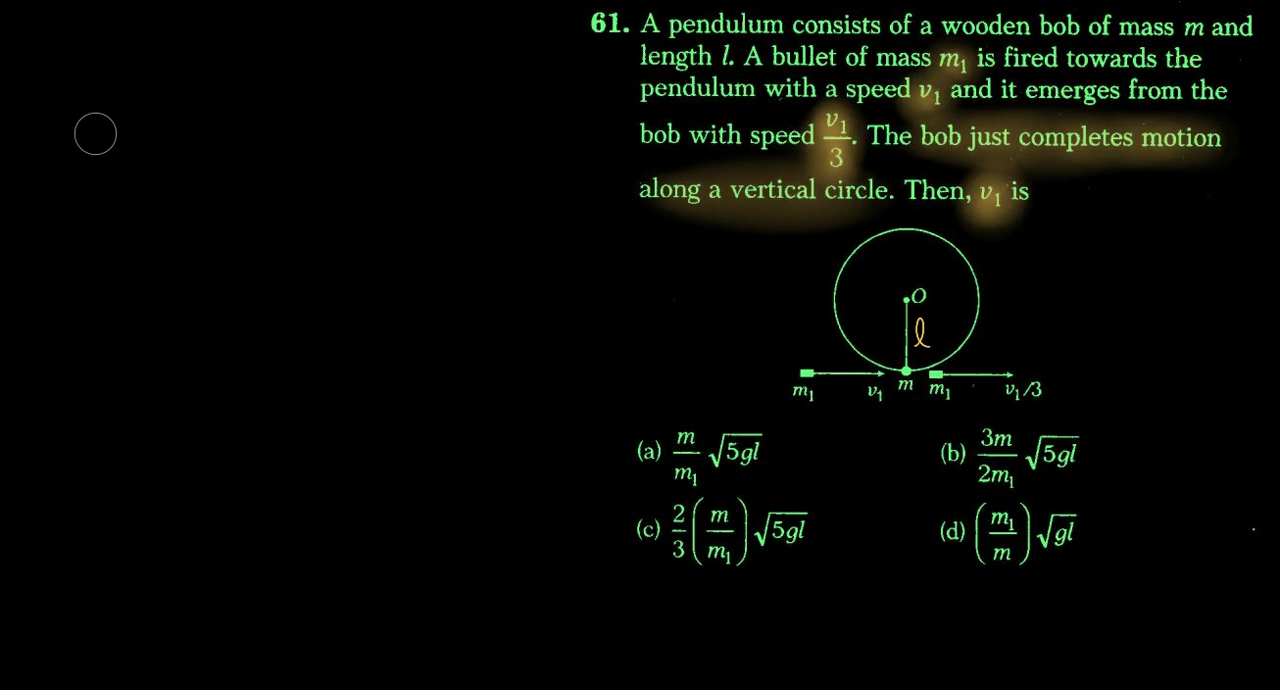 61. A pendulum consists of a wooden bob of mass m and
length l. A bullet of mass m₁ is fired towards the
pendulum with a speed v₁ and it emerges from the
bob with speed v₁/3. The bob just completes motion
along a vertical circle. Then, v₁ is
O
l
m₁ v₁ m m₁ v₁/3
(a) m/m₁ √5gl (b) 3m/2m₁ √5gl
(c) 2/3 (m/m₁) √5gl (d) (m₁/m) √gl